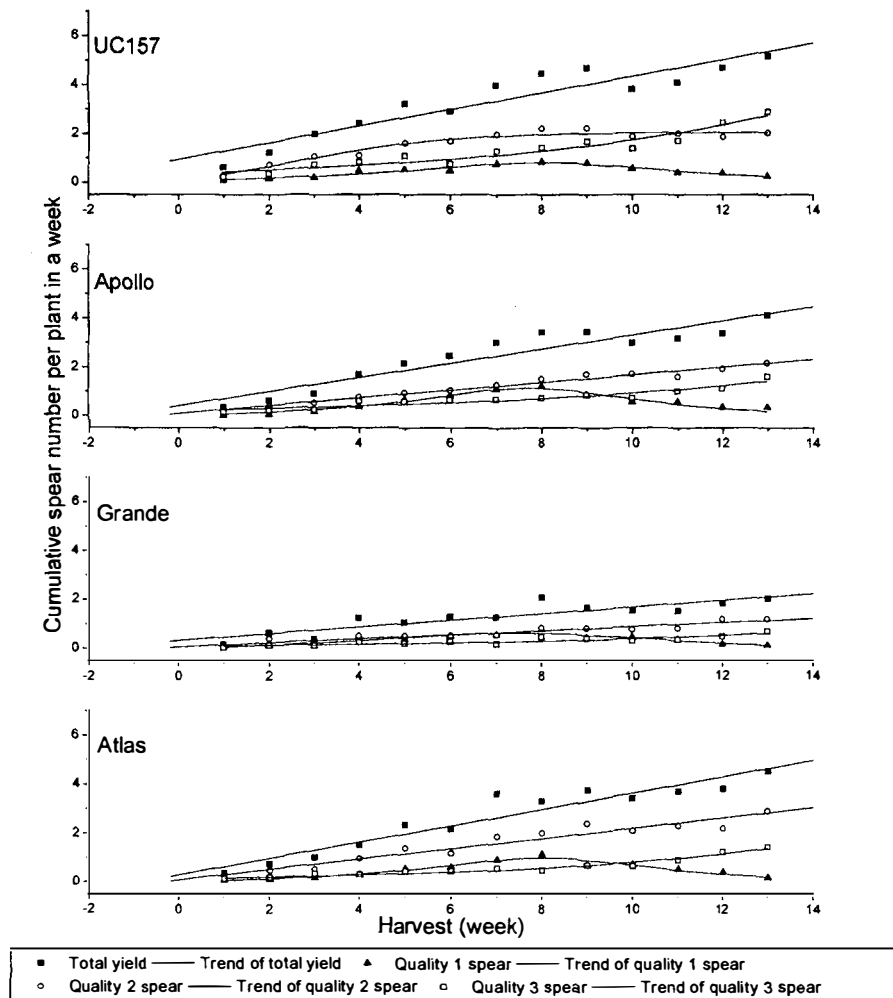 UC157
6
4
2
0
-2 0 2 4 6 8 10 12 14
Apollo
6
4
2
0
-2 0 2 4 6 8 10 12 14
Grande
6
4
2
0
-2 0 2 4 6 8 10 12 14
Atlas
6
4
2
0
-2 0 2 4 6 8 10 12 14
Cumulative spear number per plant in a week
Harvest (week)
Total yield Trend of total yield Quality 1 spear Trend of quality 1 spear
Quality 2 spear Trend of quality 2 spear Quality 3 spear Trend of quality 3 spear